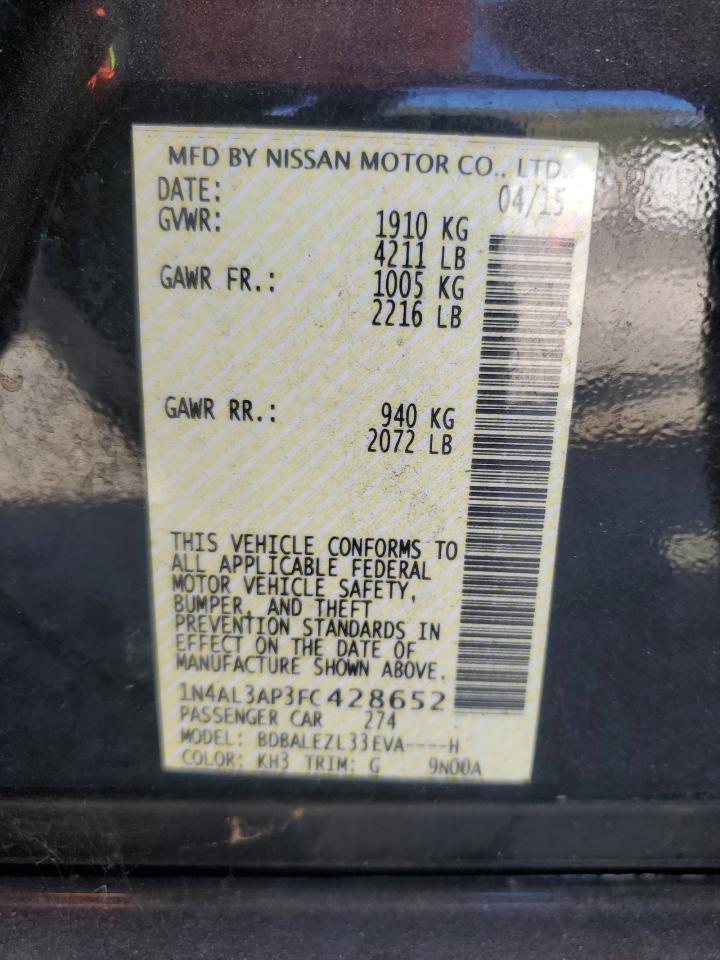 MFD BY NISSAN MOTOR CO., LTD.
DATE: 04/15
GVWR: 1910 KG
4211 LB
GAWR FR.: 1005 KG
2216 LB
GAWR RR.: 940 KG
2072 LB
THIS VEHICLE CONFORMS TO
ALL APPLICABLE FEDERAL
MOTOR VEHICLE SAFETY,
BUMPER, AND THEFT
PREVENTION STANDARDS IN
EFFECT ON THE DATE OF
MANUFACTURE SHOWN ABOVE.
1N4AL3AP3FC428652
PASSENGER CAR 274
MODEL: BDBALEZL33EVA----H
COLOR: KH3 TRIM: G 9N00A